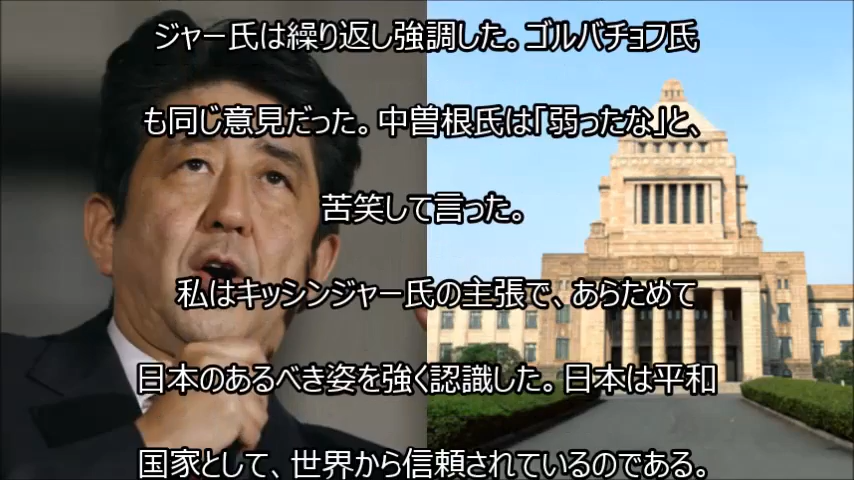 ジャー氏は繰り返し強調した。ゴルバチョフ氏
も同じ意見だった。中曽根氏は「弱ったな」と、
苦笑して言った。
私はキッシンジャー氏の主張で、あらためて
日本のあるべき姿を強く認識した。日本は平和
国家として、世界から信頼されているのである。